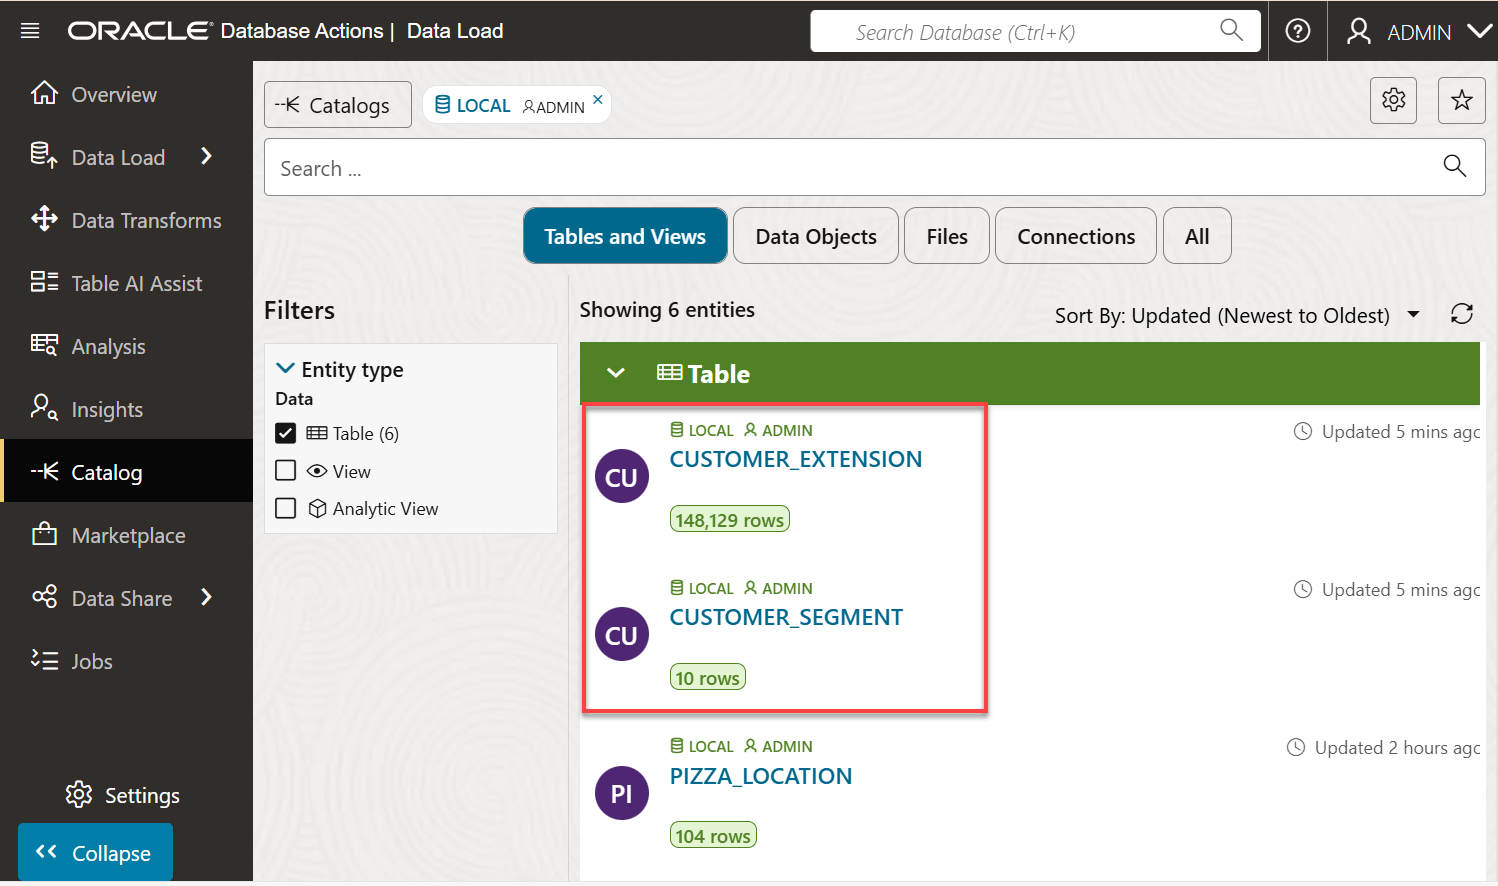 ORACLE Database Actions | Data Load
Search Database (Ctrl+K)
ADMIN
Overview
Data Load
Data Transforms
Table AI Assist
Analysis
Insights
Catalog
Marketplace
Data Share
Jobs
Settings
Collapse
Catalogs
LOCAL ADMIN
Search ...
Tables and Views
Data Objects
Files
Connections
All
Filters
Entity type
Data
Table (6)
View
Analytic View
Showing 6 entities
Sort By: Updated (Newest to Oldest)
Table
LOCAL ADMIN
Updated 5 mins agc
CU
CUSTOMER_EXTENSION
148,129 rows
LOCAL ADMIN
Updated 5 mins agc
CU
CUSTOMER_SEGMENT
10 rows
LOCAL ADMIN
Updated 2 hours agc
PI
PIZZA_LOCATION
104 rows